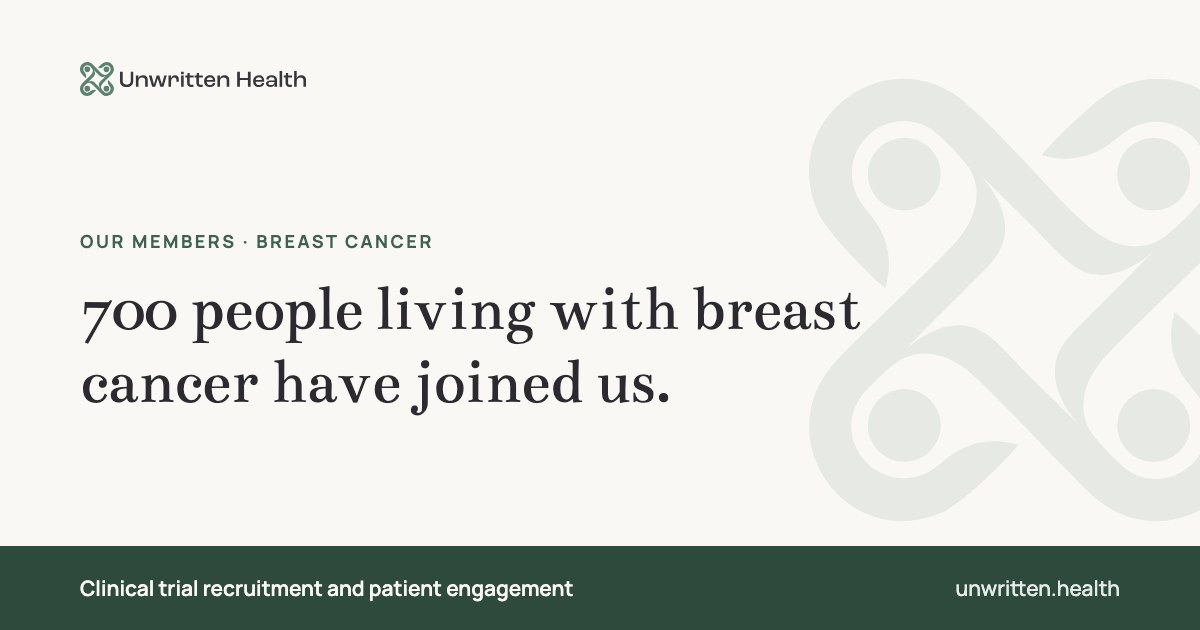 Unwritten Health
OUR MEMBERS · BREAST CANCER
700 people living with breast
cancer have joined us.
Clinical trial recruitment and patient engagement
unwritten.health